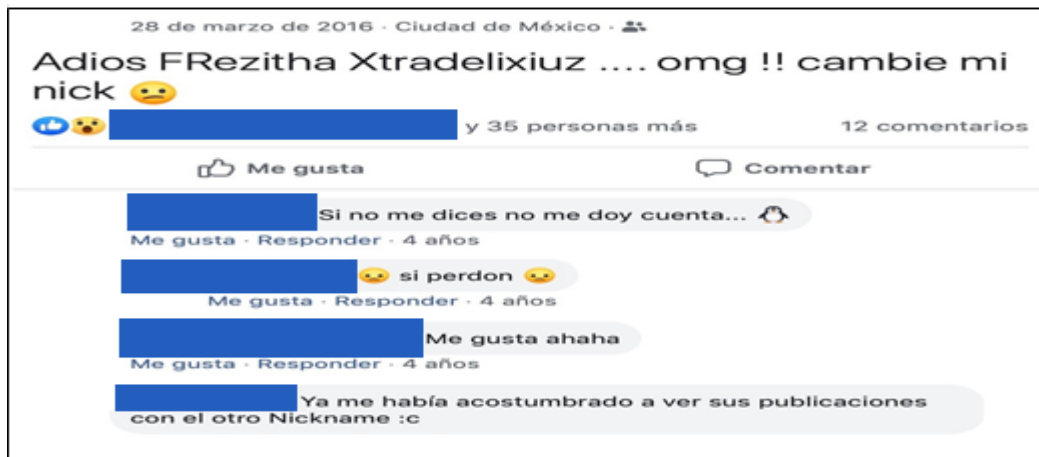 28 de marzo de 2016 · Ciudad de México ·
Adios FRezitha Xtradelixiuz .... omg !! cambie mi
nick 😕
y 35 personas más 12 comentarios
Me gusta Comentar
Si no me dices no me doy cuenta... 🐧
Me gusta · Responder · 4 años
😐 si perdon 😐
Me gusta · Responder · 4 años
Me gusta ahaha
Me gusta · Responder · 4 años
Ya me había acostumbrado a ver sus publicaciones
con el otro Nickname :c